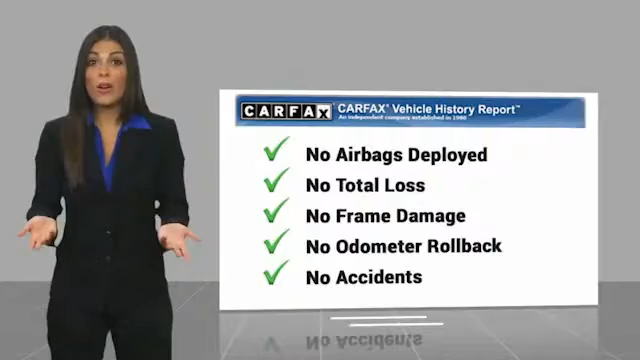 CARFAX CARFAX® Vehicle History Report™
An independent company established in 1986
No Airbags Deployed
No Total Loss
No Frame Damage
No Odometer Rollback
No Accidents